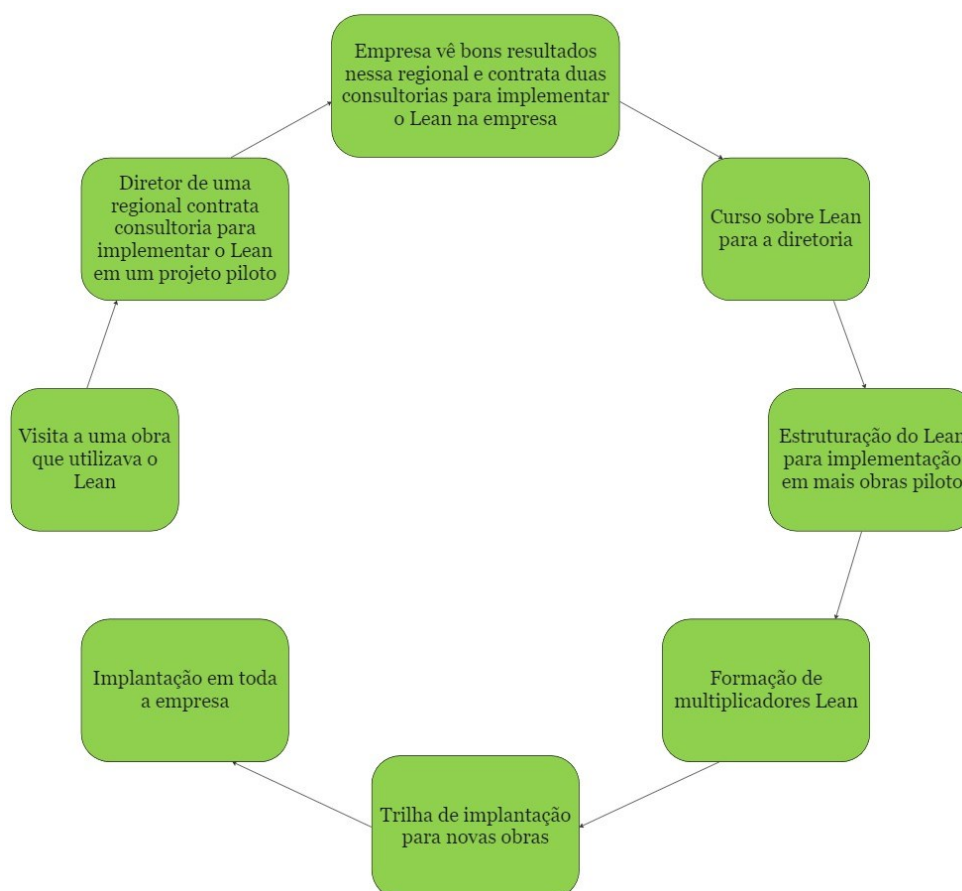 Empresa vê bons resultados
nessa regional e contrata duas
consultorias para implementar
o Lean na empresa
Diretor de uma
regional contrata
consultoria para
implementar o Lean
em um projeto piloto
Curso sobre Lean
para a diretoria
Visita a uma obra
que utilizava o
Lean
Estruturação do Lean
para implementação
em mais obras piloto
Implantação em toda
a empresa
Formação de
multiplicadores Lean
Trilha de implantação
para novas obras